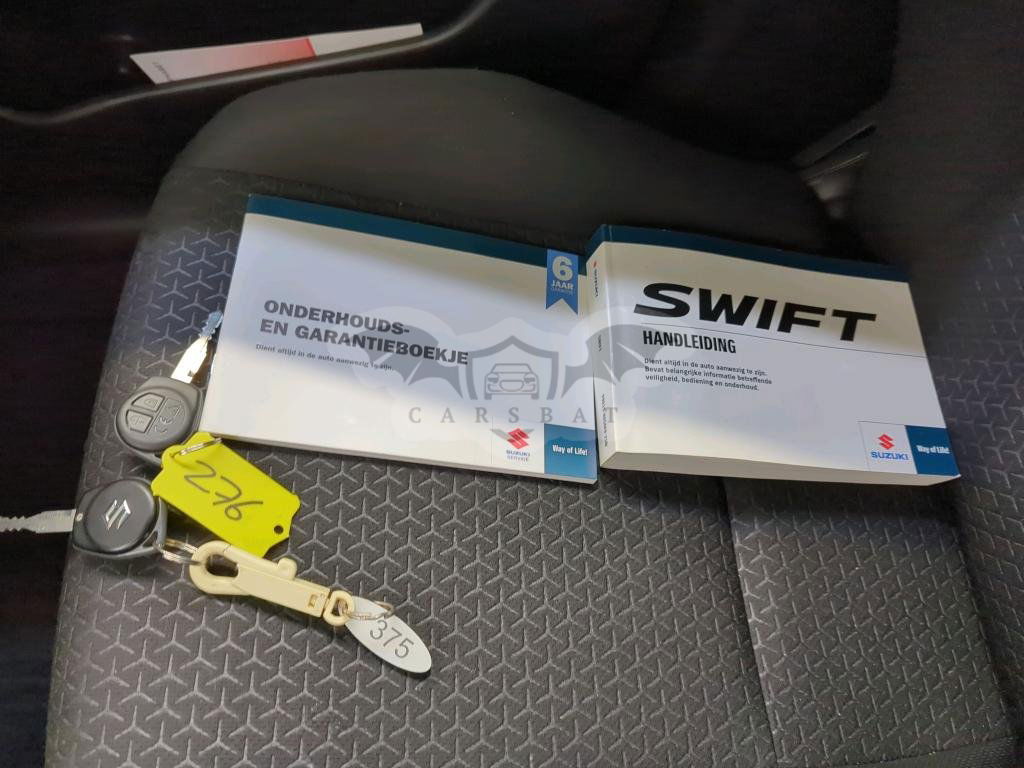 ONDERHOUDS-
EN GARANTIEBOEKJE
Dient altijd in de auto aanwezig te zijn.
6
JAAR
GARANTIE
SUZUKI
SERVICE
Way of Life!
SWIFT
HANDLEIDING
Dient altijd in de auto aanwezig te zijn.
Bevat belangrijke informatie betreffende
veiligheid, bediening en onderhoud.
SUZUKI
Way of Life!
CARSBAT
276
375